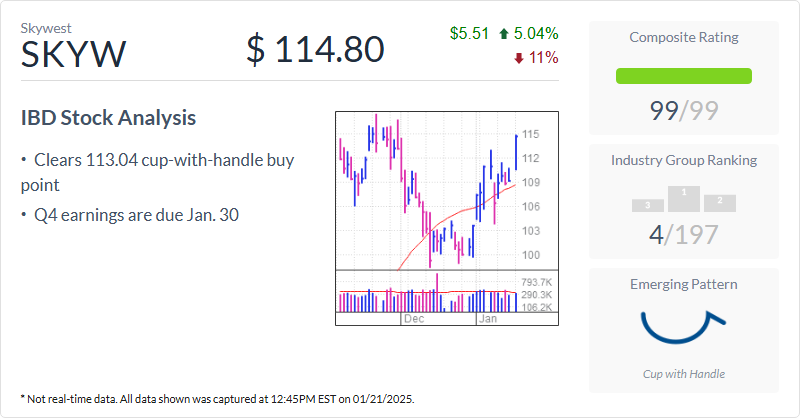 Skywest
SKYW
$ 114.80
$5.51 5.04%
11%
IBD Stock Analysis
• Clears 113.04 cup-with-handle buy
point
• Q4 earnings are due Jan. 30
115
112
109
106
103
100
793.7K
290.3K
106.2K
Dec Jan
Composite Rating
99/99
Industry Group Ranking
3 1 2
4/197
Emerging Pattern
Cup with Handle
* Not real-time data. All data shown was captured at 12:45PM EST on 01/21/2025.